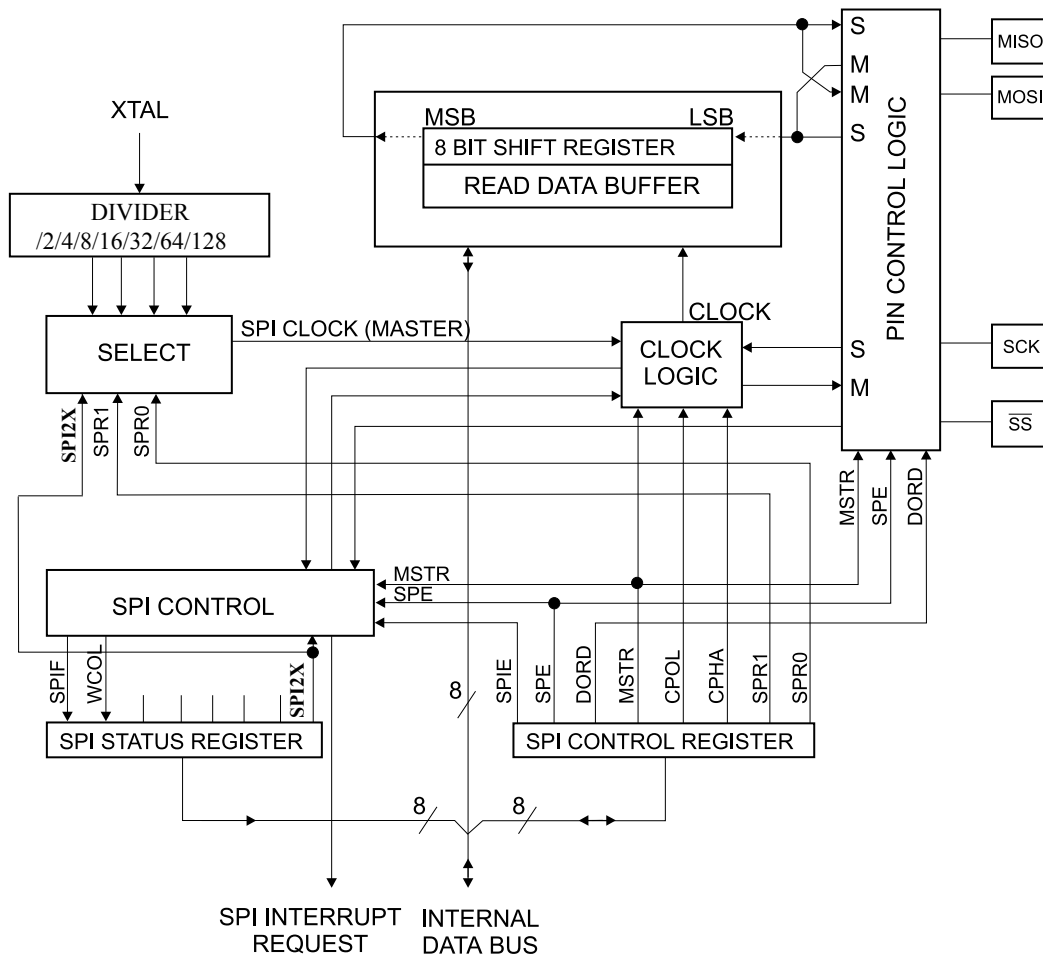 S
MISO
M
MOSI
M
XTAL
MSB
LSB
S
8 BIT SHIFT REGISTER
READ DATA BUFFER
DIVIDER
/2/4/8/16/32/64/128
PIN CONTROL LOGIC
SPI CLOCK (MASTER)
CLOCK
SELECT
CLOCK
LOGIC
S
SCK
M
SS
SPI2X
SPR1
SPR0
MSTR
SPE
DORD
SPI CONTROL
MSTR
SPE
SPIF
WCOL
SPI2X
8
SPIE
SPE
DORD
MSTR
CPOL
CPHA
SPR1
SPR0
SPI STATUS REGISTER
SPI CONTROL REGISTER
8
8
SPI INTERRUPT
REQUEST
INTERNAL
DATA BUS